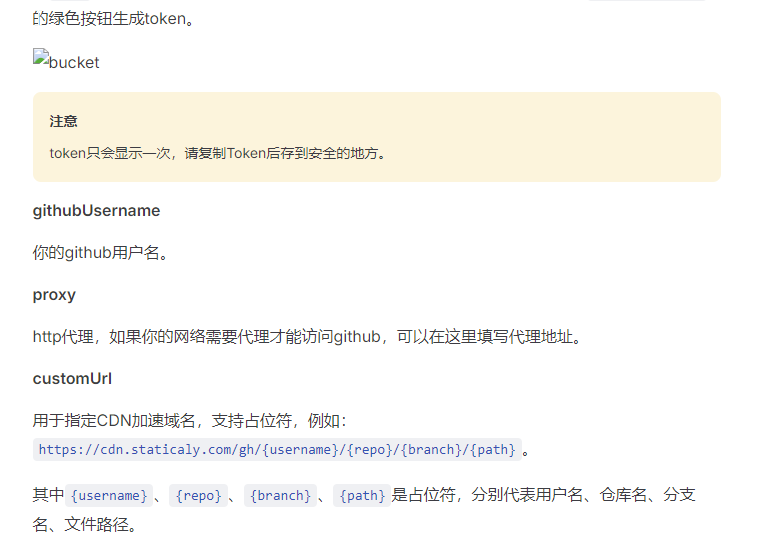 的绿色按钮生成token。
bucket
注意
token只会显示一次，请复制Token后存到安全的地方。
githubUsername
你的github用户名。
proxy
http代理，如果你的网络需要代理才能访问github，可以在这里填写代理地址。
customUrl
用于指定CDN加速域名，支持占位符，例如：
https://cdn.staticaly.com/gh/{username}/{repo}/{branch}/{path}。
其中{username}、{repo}、{branch}、{path}是占位符，分别代表用户名、仓库名、分支
名、文件路径。